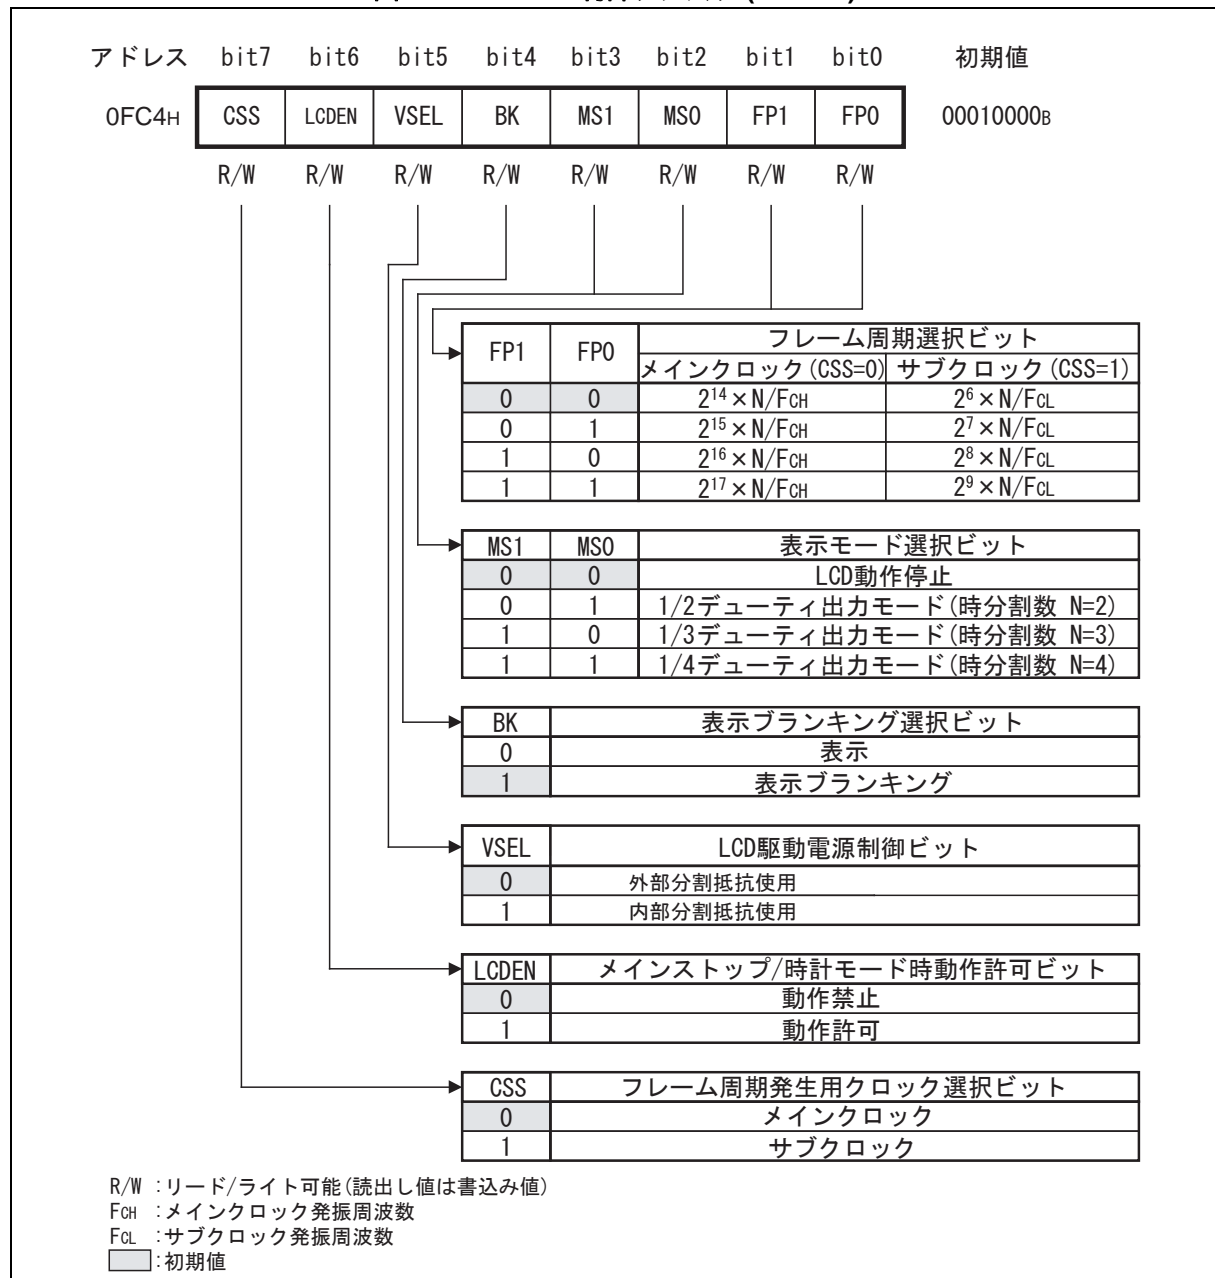 アドレス bit7 bit6 bit5 bit4 bit3 bit2 bit1 bit0 初期値
0FC4H CSS LCDEN VSEL BK MS1 MS0 FP1 FP0 00010000B
R/W R/W R/W R/W R/W R/W R/W R/W
FP1 FP0 フレーム周期選択ビット
メインクロック(CSS=0) サブクロック(CSS=1)
0 0 2¹⁴×N/FCH 2⁶×N/FCL
0 1 2¹⁵×N/FCH 2⁷×N/FCL
1 0 2¹⁶×N/FCH 2⁸×N/FCL
1 1 2¹⁷×N/FCH 2⁹×N/FCL
MS1 MS0 表示モード選択ビット
0 0 LCD動作停止
0 1 1/2デューティ出力モード(時分割数 N=2)
1 0 1/3デューティ出力モード(時分割数 N=3)
1 1 1/4デューティ出力モード(時分割数 N=4)
BK 表示ブランキング選択ビット
0 表示
1 表示ブランキング
VSEL LCD駆動電源制御ビット
0 外部分割抵抗使用
1 内部分割抵抗使用
LCDEN メインストップ/時計モード時動作許可ビット
0 動作禁止
1 動作許可
CSS フレーム周期発生用クロック選択ビット
0 メインクロック
1 サブクロック
R/W :リード/ライト可能(読出し値は書込み値)
FCH :メインクロック発振周波数
FCL :サブクロック発振周波数
:初期値